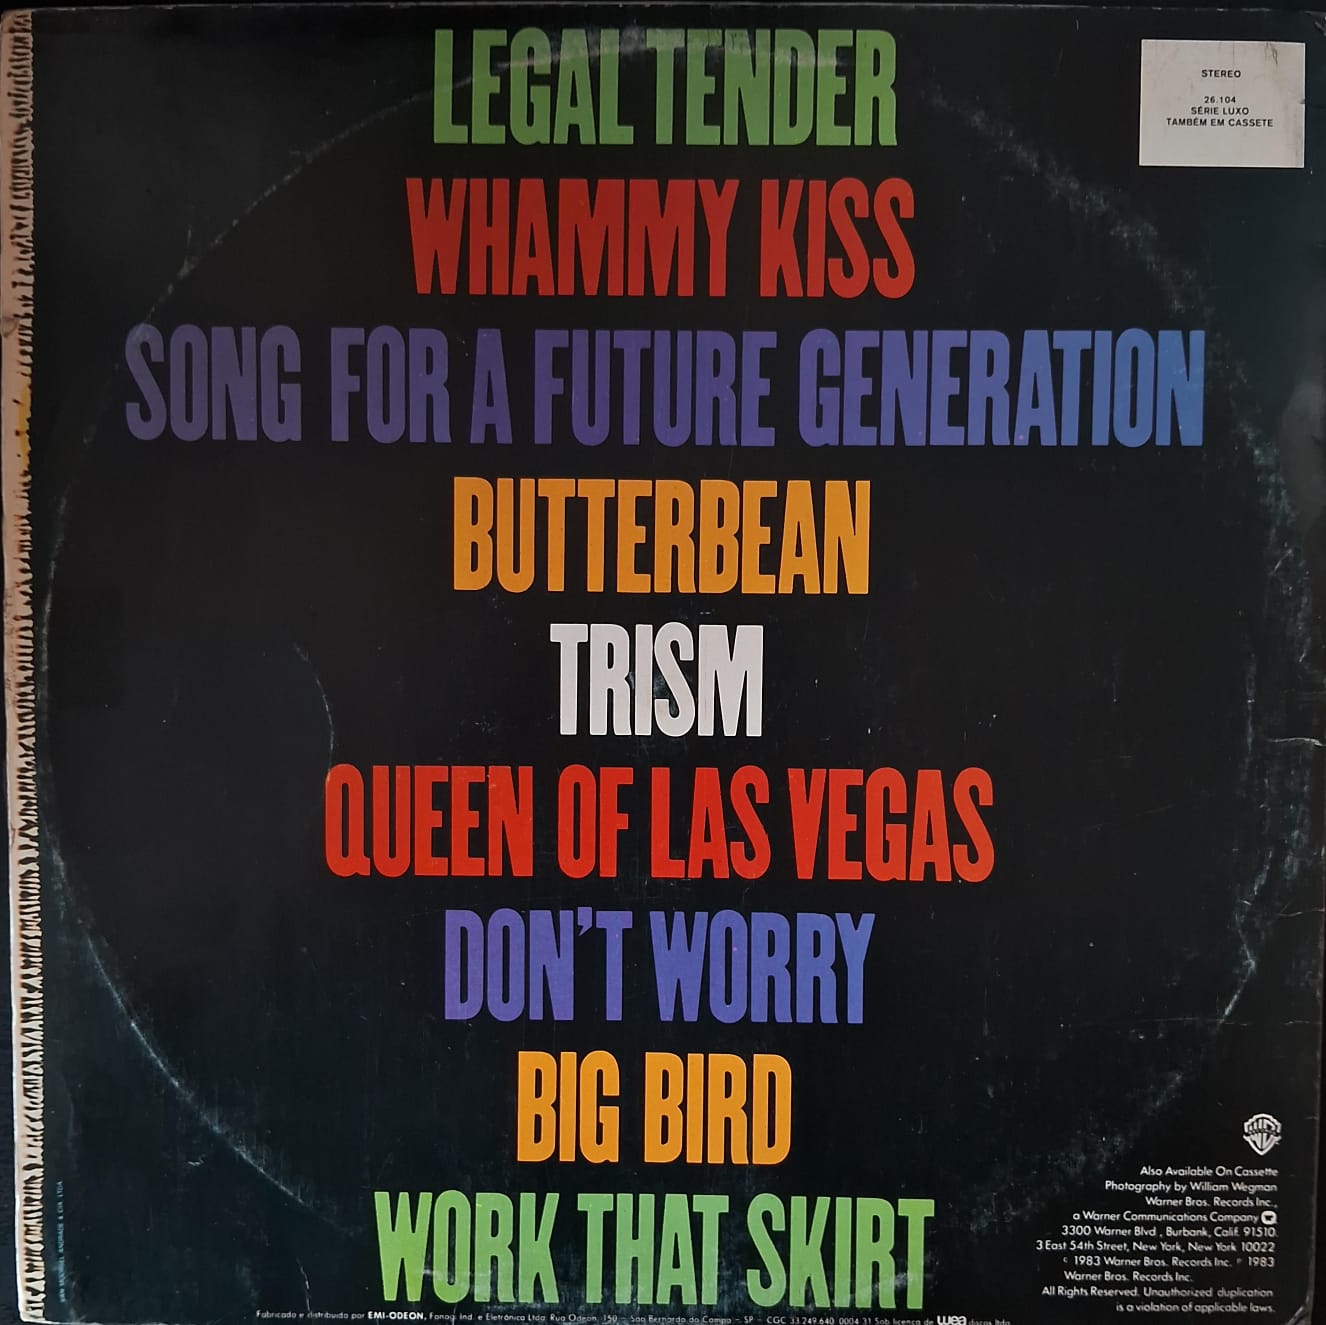 LEGAL TENDER
STEREO
26.104
SÉRIE LUXO
TAMBÉM EM CASSETE
WHAMMY KISS
SONG FOR A FUTURE GENERATION
BUTTERBEAN
TRISM
QUEEN OF LAS VEGAS
DON'T WORRY
BIG BIRD
WORK THAT SKIRT
Also Available On Cassette
Photography by William Wegman
Warner Bros. Records Inc.,
a Warner Communications Company
3300 Warner Blvd., Burbank, Calif. 91510.
3 East 54th Street, New York, New York 10022
© 1983 Warner Bros. Records Inc. ℗ 1983
Warner Bros. Records Inc.
All Rights Reserved. Unauthorized duplication
is a violation of applicable laws.
Fabricado e distribuído por EMI-ODEON, Fonog. Ind. e Eletrônica Ltda. Rua Odeon, 150 - São Bernardo do Campo - SP - CGC 33.249.640/0004-31 Sob licença de wea discos ltda.